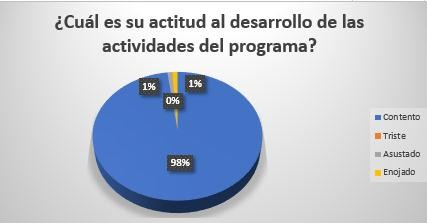 ¿Cuál es su actitud al desarrollo de las
actividades del programa?
1%
1%
0%
98%
Contento
Triste
Asustado
Enojado